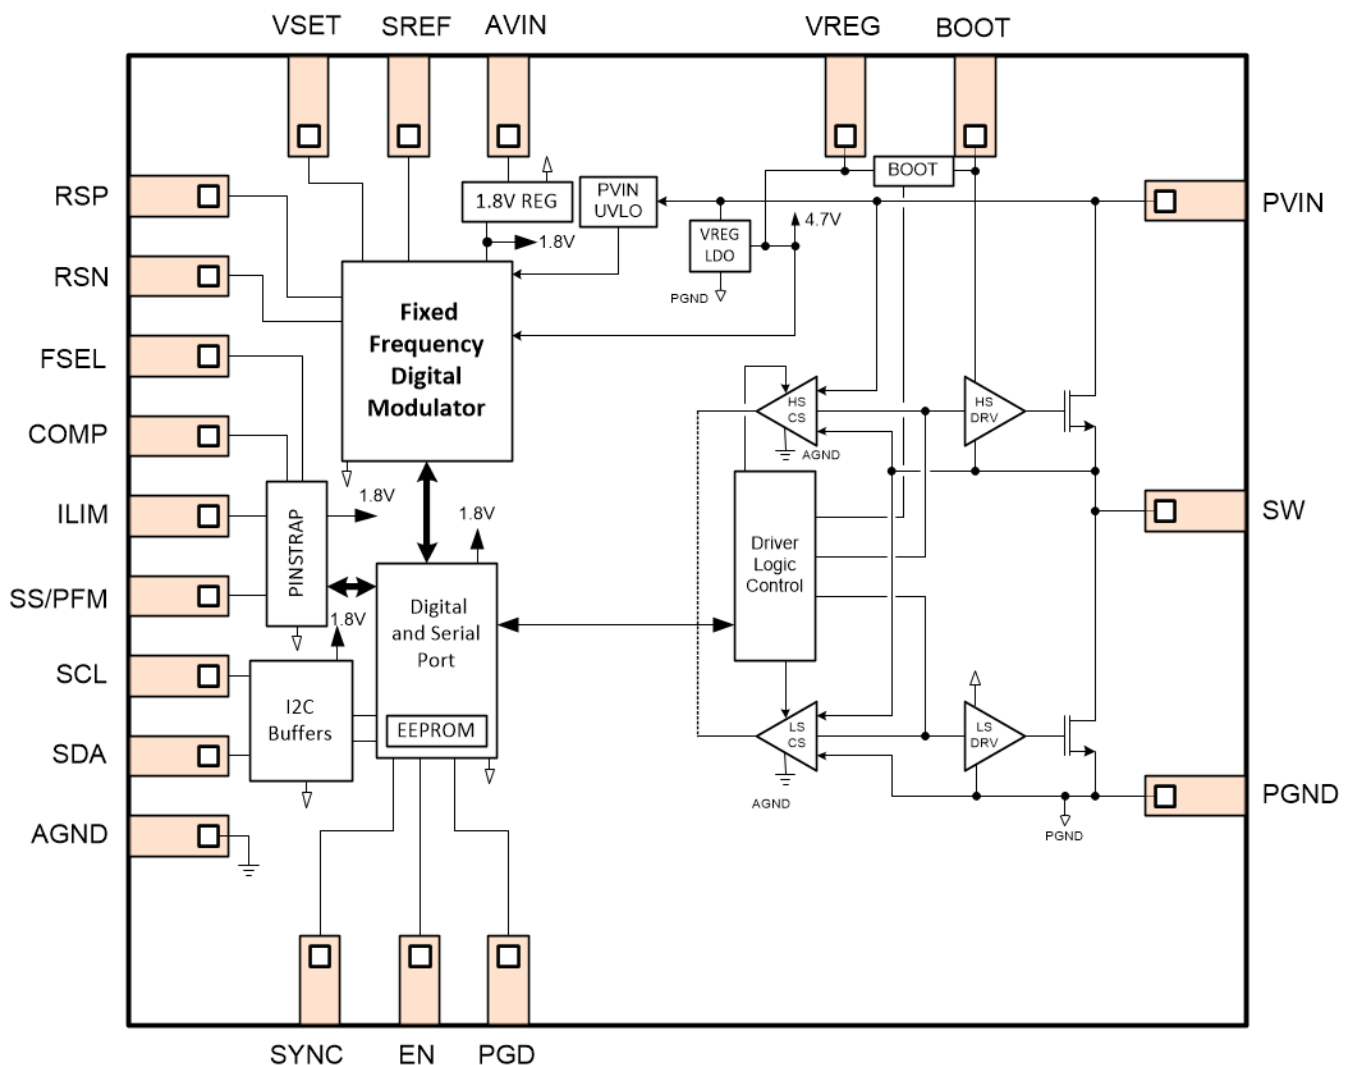 VSET
SREF
AVIN
VREG
BOOT
RSP
RSN
FSEL
COMP
ILIM
SS/PFM
SCL
SDA
AGND
1.8V REG
1.8V
PVIN
UVLO
VREG
LDO
PGND
4.7V
BOOT
PVIN
Fixed
Frequency
Digital
Modulator
HS
CS
AGND
HS
DRV
PINSTRAP
1.8V
1.8V
1.8V
Digital
and Serial
Port
EEPROM
I2C
Buffers
Driver
Logic
Control
SW
LS
CS
AGND
LS
DRV
PGND
PGND
SYNC
EN
PGD